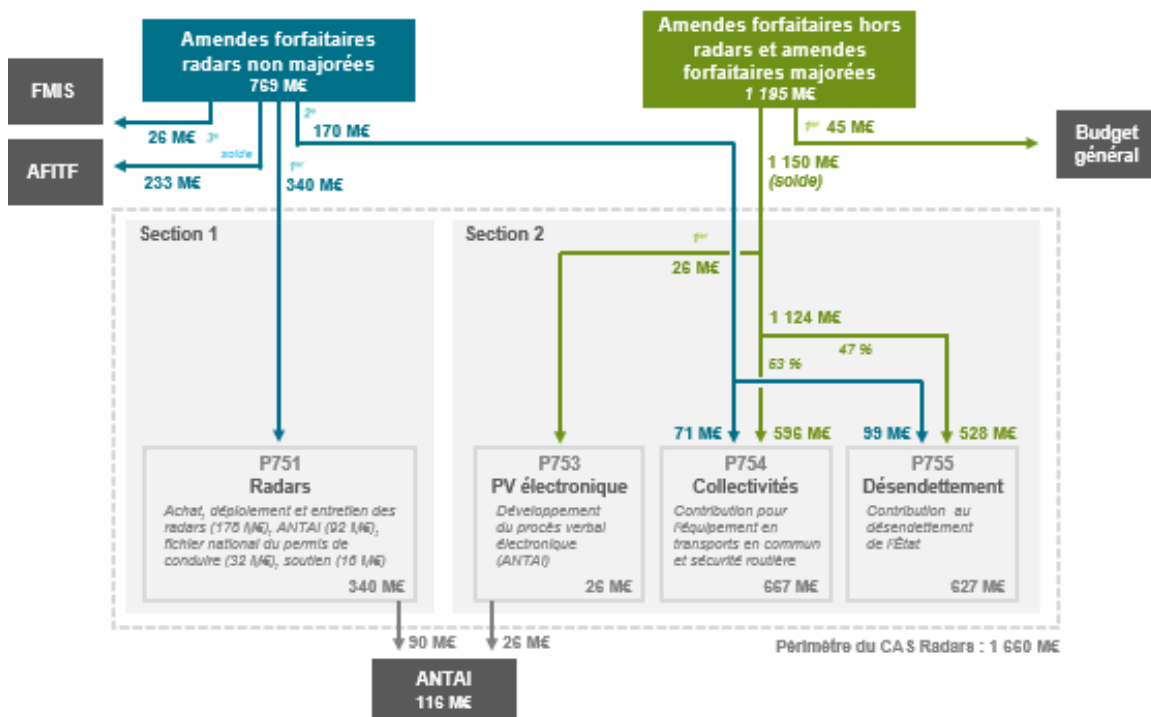 Amendes forfaitaires
radars non majorées
769 M€
Amendes forfaitaires hors
radars et amendes
forfaitaires majorées
1 195 M€
FMIS
26 M€
3e
AFITF
solde
233 M€
2e
170 M€
1er
340 M€
1er
45 M€
Budget
général
1 150 M€
(solde)
Section 1
Section 2
1er
26 M€
1 124 M€
47 %
53 %
71 M€
596 M€
99 M€
528 M€
P751
Radars
Achat, déploiement et entretien des
radars (176 M€), ANTAI (92 M€),
fichier national du permis de
conduire (32 M€), soutien (16 M€)
340 M€
P753
PV électronique
Développement
du procès verbal
électronique
(ANTAI)
26 M€
P754
Collectivités
Contribution pour
l'équipement en
transports en commun
et sécurité routière
667 M€
P755
Désendettement
Contribution au
désendettement
de l'État
627 M€
90 M€
26 M€
Périmètre du CAS Radars : 1 660 M€
ANTAI
116 M€